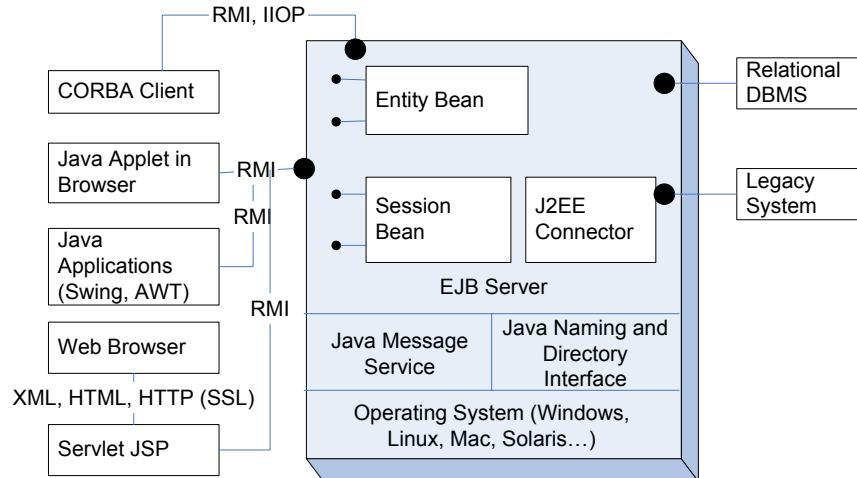 RMI, IIOP
CORBA Client
Java Applet in
Browser
RMI
RMI
Java
Applications
(Swing, AWT)
RMI
Web Browser
XML, HTML, HTTP (SSL)
Servlet JSP
Entity Bean
Session
Bean
J2EE
Connector
EJB Server
Java Message
Service
Java Naming and
Directory
Interface
Operating System (Windows,
Linux, Mac, Solaris…)
Relational
DBMS
Legacy
System